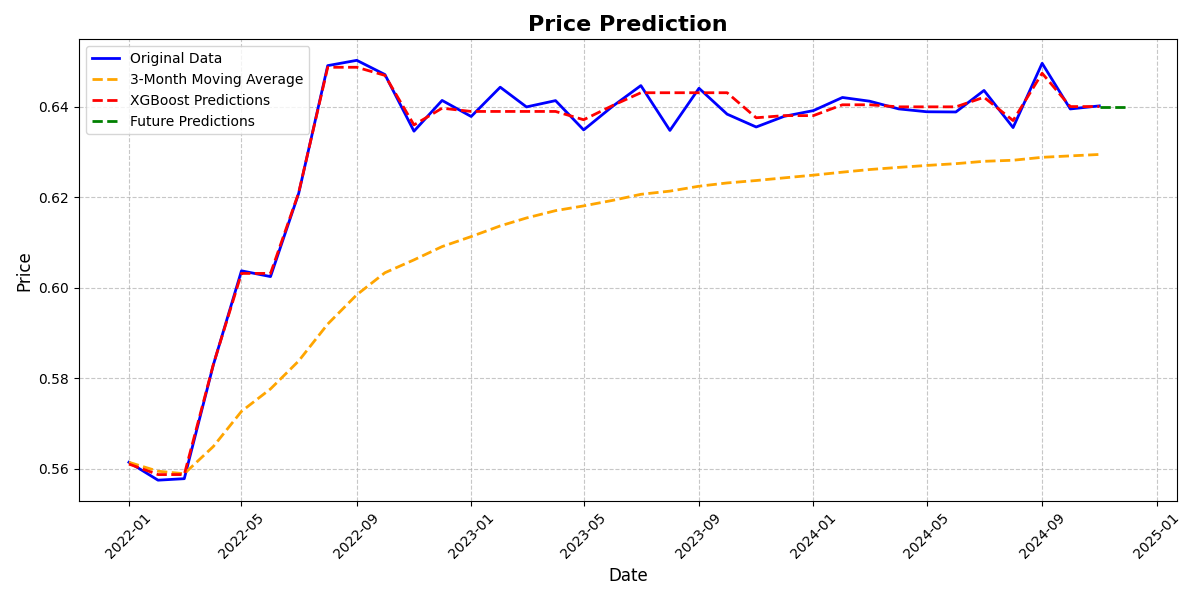 Price Prediction
Original Data
3-Month Moving Average
XGBoost Predictions
Future Predictions
Price
0.64
0.62
0.60
0.58
0.56
2022-01
2022-05
2022-09
2023-01
2023-05
2023-09
2024-01
2024-05
2024-09
2025-01
Date